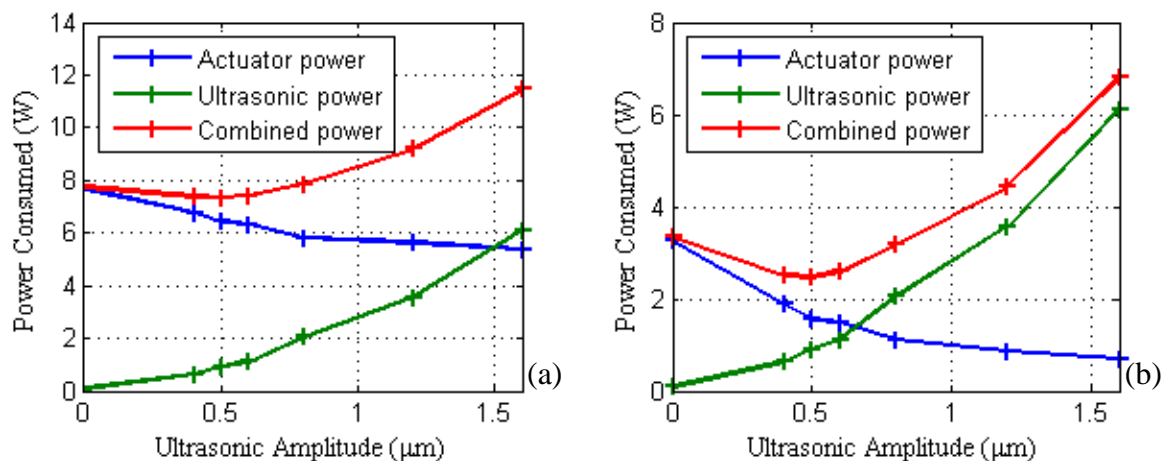 14
12
10
8
6
4
2
0
Power Consumed (W)
Actuator power
Ultrasonic power
Combined power
0
0.5
1
1.5
Ultrasonic Amplitude (μm)
(a)
8
6
4
2
0
Power Consumed (W)
Actuator power
Ultrasonic power
Combined power
0
0.5
1
1.5
Ultrasonic Amplitude (μm)
(b)